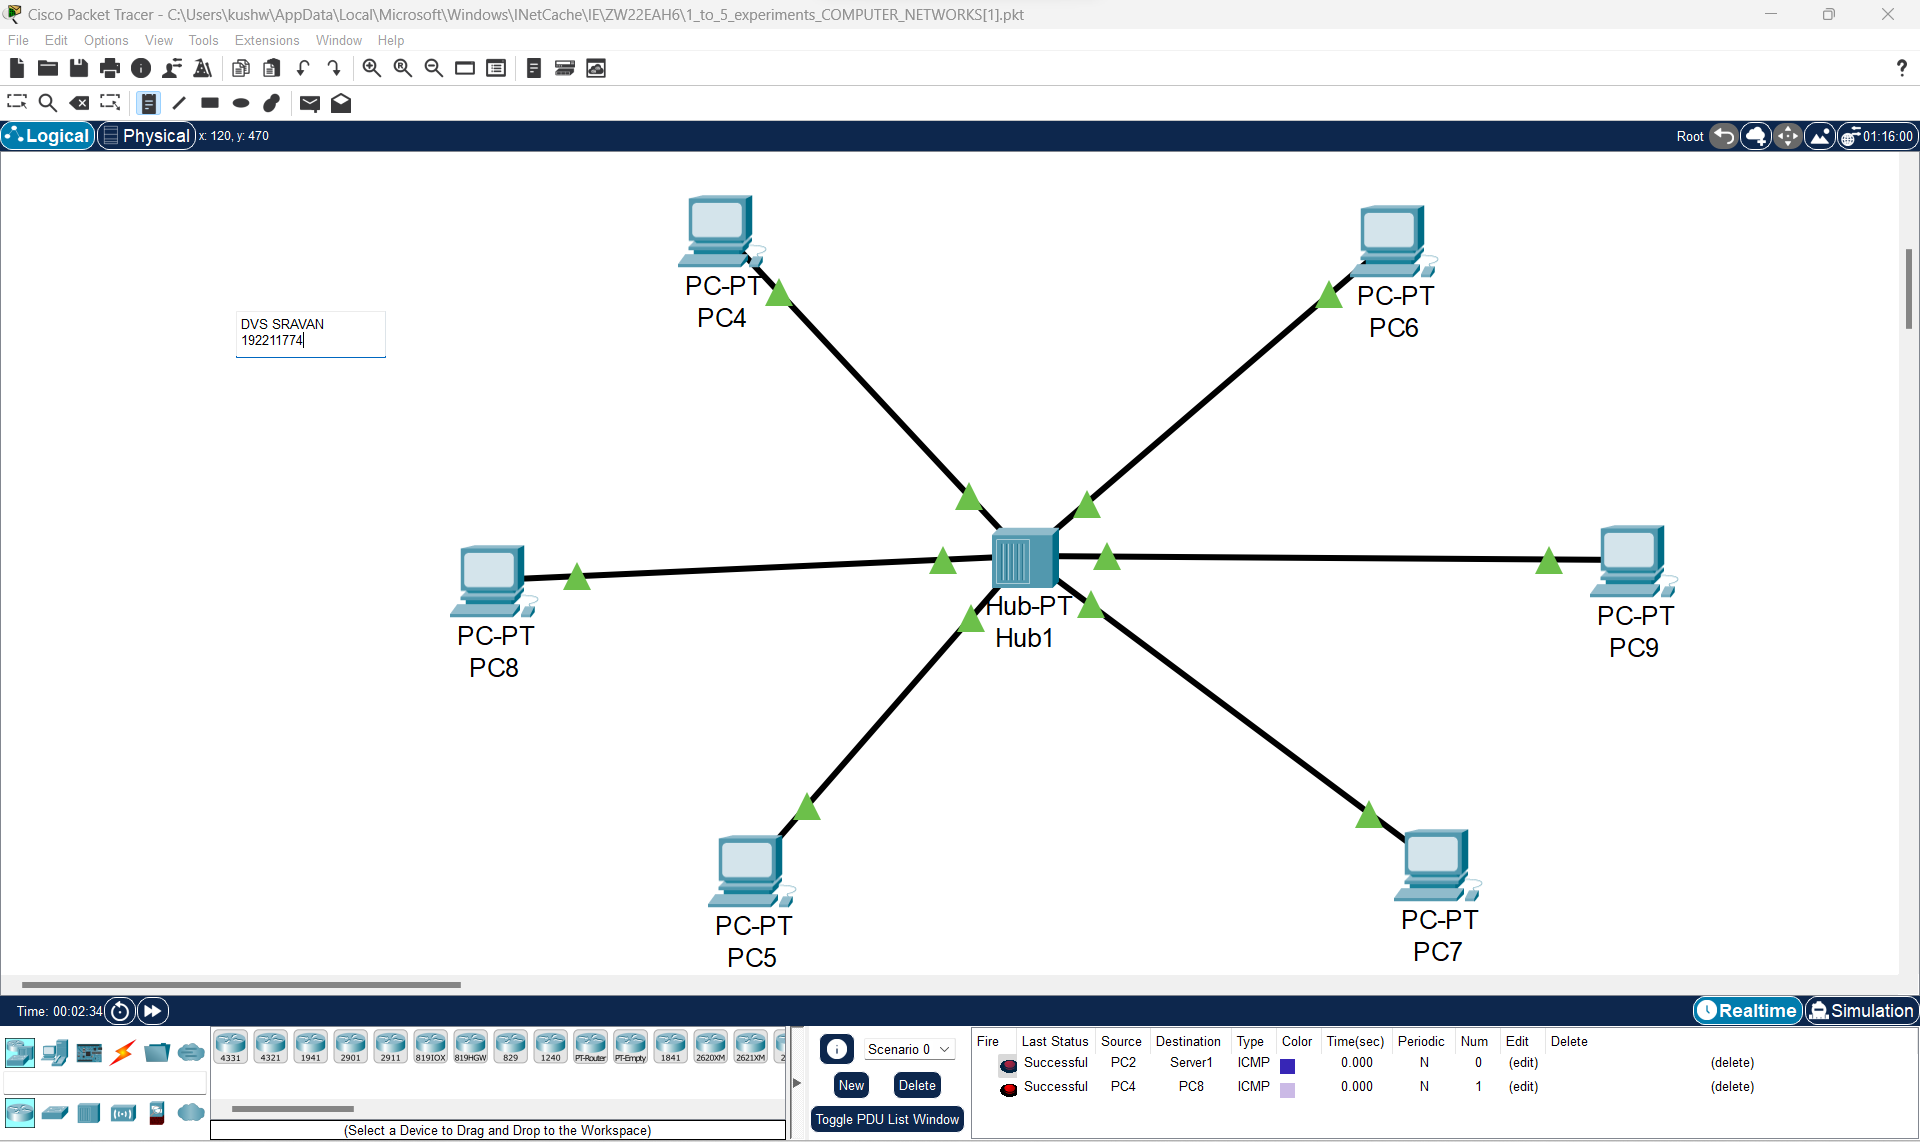 Cisco Packet Tracer - C:\Users\kushw\AppData\Local\Microsoft\Windows\INetCache\IE\ZW22EAH6\1_to_5_experiments_COMPUTER_NETWORKS[1].pkt
File Edit Options View Tools Extensions Window Help
Logical Physical x: 120, y: 470 Root 01:16:00
PC-PT
PC4
PC-PT
PC6
DVS SRAVAN
192211774
PC-PT
PC8
Hub-PT
Hub1
PC-PT
PC9
PC-PT
PC5
PC-PT
PC7
Time: 00:02:34 Realtime Simulation
4331 4321 1941 2901 2911 819IOX 819HGW 829 1240 PT-Router PT-Empty 1841 2620XM 2621XM 2
(Select a Device to Drag and Drop to the Workspace)
Scenario 0
New Delete
Toggle PDU List Window
Fire Last Status Source Destination Type Color Time(sec) Periodic Num Edit Delete
Successful PC2 Server1 ICMP 0.000 N 0 (edit) (delete)
Successful PC4 PC8 ICMP 0.000 N 1 (edit) (delete)